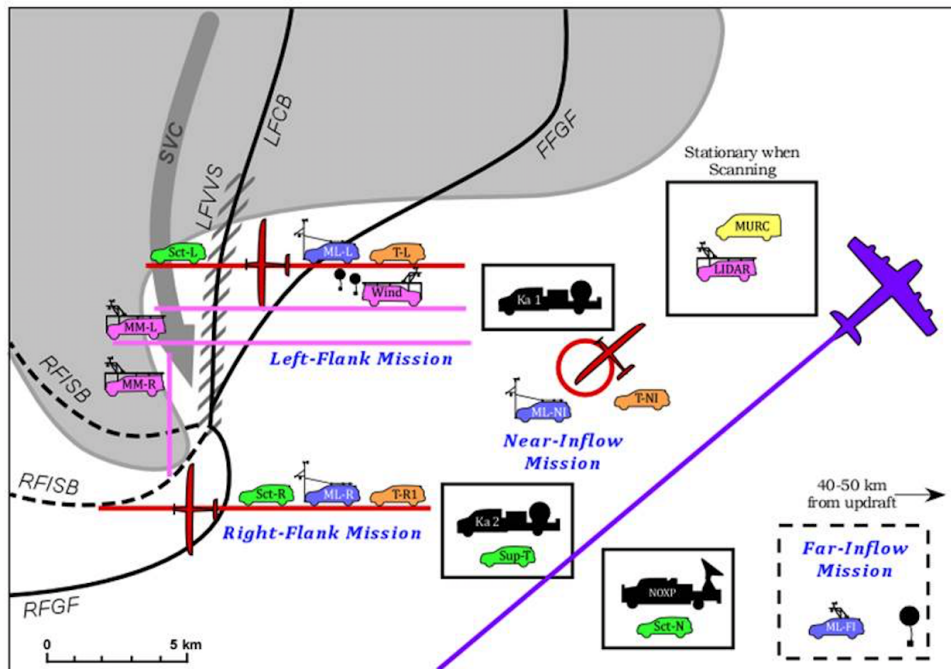 SVC
LFCB
LFVVS
FFGF
Stationary when
Scanning
MURC
LIDAR
Sct-L
ML-L
T-L
Wind
Ka 1
MM-L
Left-Flank Mission
MM-R
RFISB
ML-NI
T-NI
Near-Inflow
Mission
RFISB
Sct-R
ML-R
T-R1
Right-Flank Mission
Ka 2
Sup-T
40-50 km
from updraft
Far-Inflow
Mission
NOXP
Sct-N
ML-FI
RFGF
0
5 km